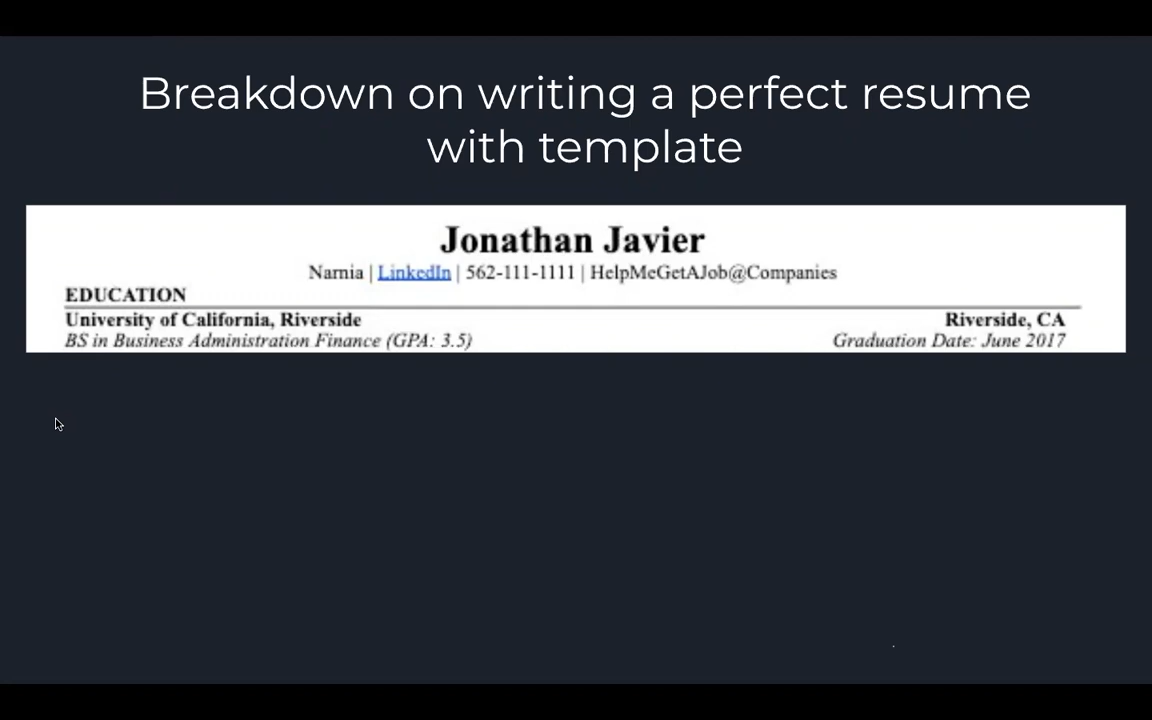 Breakdown on writing a perfect resume
with template
Jonathan Javier
Narnia | LinkedIn | 562-111-1111 | HelpMeGetAJob@Companies
EDUCATION
University of California, Riverside Riverside, CA
BS in Business Administration Finance (GPA: 3.5) Graduation Date: June 2017